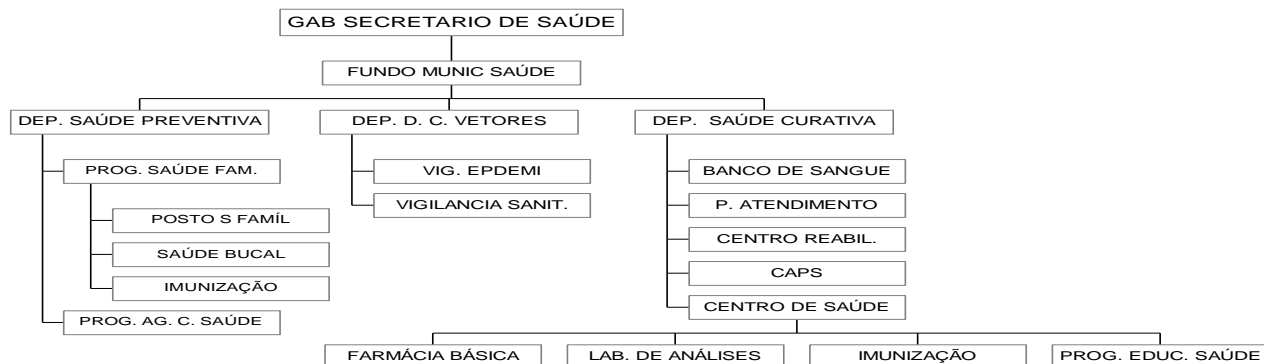 GAB SECRETARIO DE SAÚDE
FUNDO MUNIC SAÚDE
DEP. SAÚDE PREVENTIVA
DEP. D. C. VETORES
DEP. SAÚDE CURATIVA
PROG. SAÚDE FAM.
VIG. EPDEMI
BANCO DE SANGUE
POSTO S FAMÍL
VIGILANCIA SANIT.
P. ATENDIMENTO
SAÚDE BUCAL
CENTRO REABIL.
IMUNIZAÇÃO
CAPS
PROG. AG. C. SAÚDE
CENTRO DE SAÚDE
FARMÁCIA BÁSICA
LAB. DE ANÁLISES
IMUNIZAÇÃO
PROG. EDUC. SAÚDE